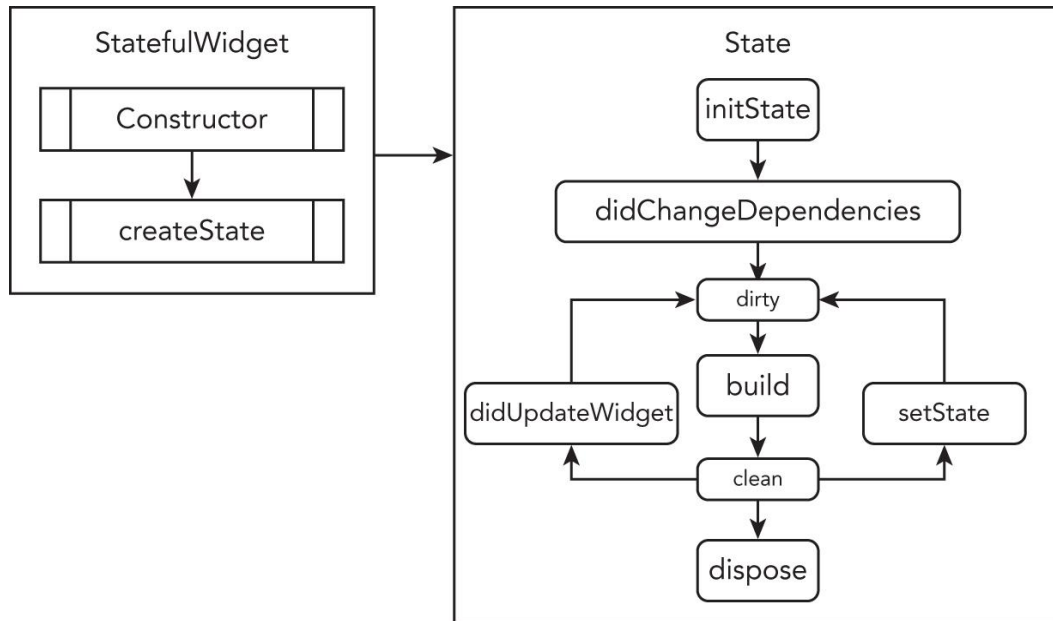 StatefulWidget
Constructor
createState
State
initState
didChangeDependencies
dirty
build
didUpdateWidget
setState
clean
dispose